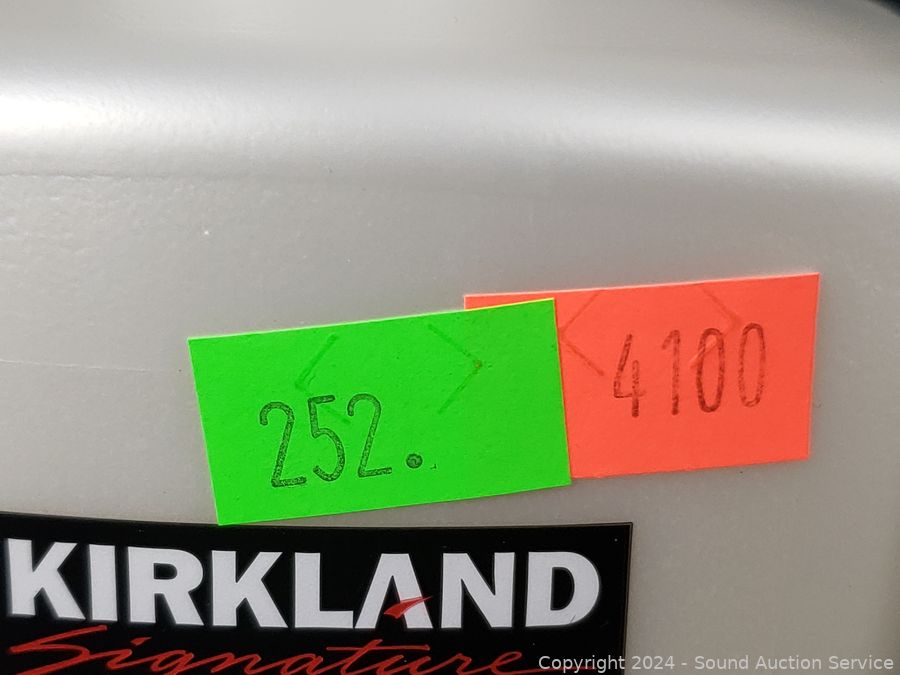 4100
252.
KIRKLAND
Signature
Copyright 2024 - Sound Auction Service